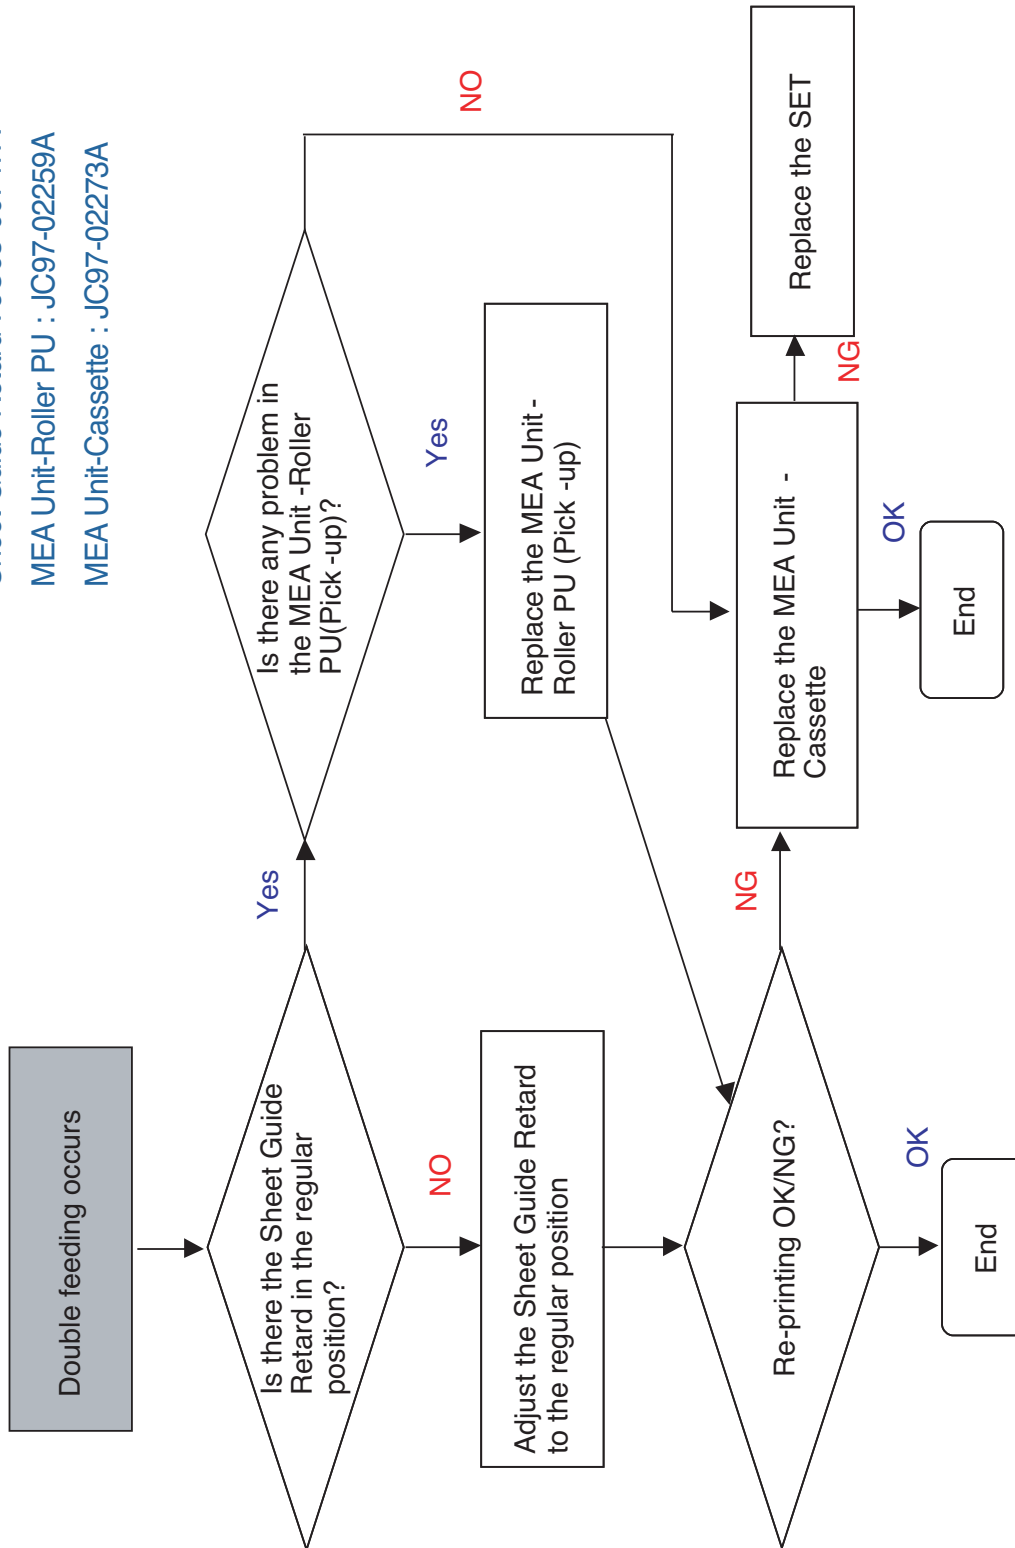 MEA Unit-Roller PU : JC97-02259A
MEA Unit-Cassette : JC97-02273A
Double feeding occurs
Is there the Sheet Guide
Retard in the regular
position?
Yes
Is there any problem in
the MEA Unit -Roller
PU(Pick -up)?
NO
NO
Yes
Adjust the Sheet Guide Retard
to the regular position
Replace the MEA Unit -
Roller PU (Pick -up)
Re-printing OK/NG?
NG
Replace the MEA Unit -
Cassette
NG
Replace the SET
OK
End
OK
End